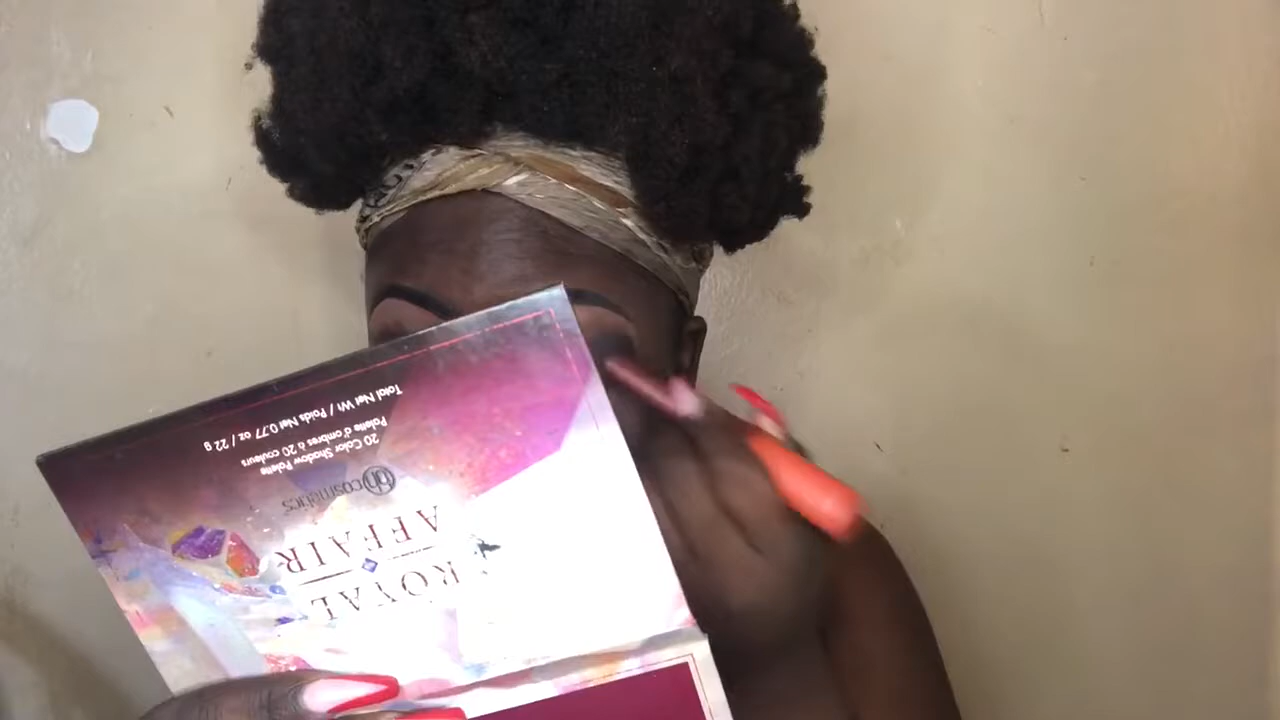 ROYAL
AFFAIR
bh cosmetics
20 Color Shadow Palette
Palette d'ombres à 20 couleurs
Total Net Wt / Poids Net 0.77 oz / 22 g